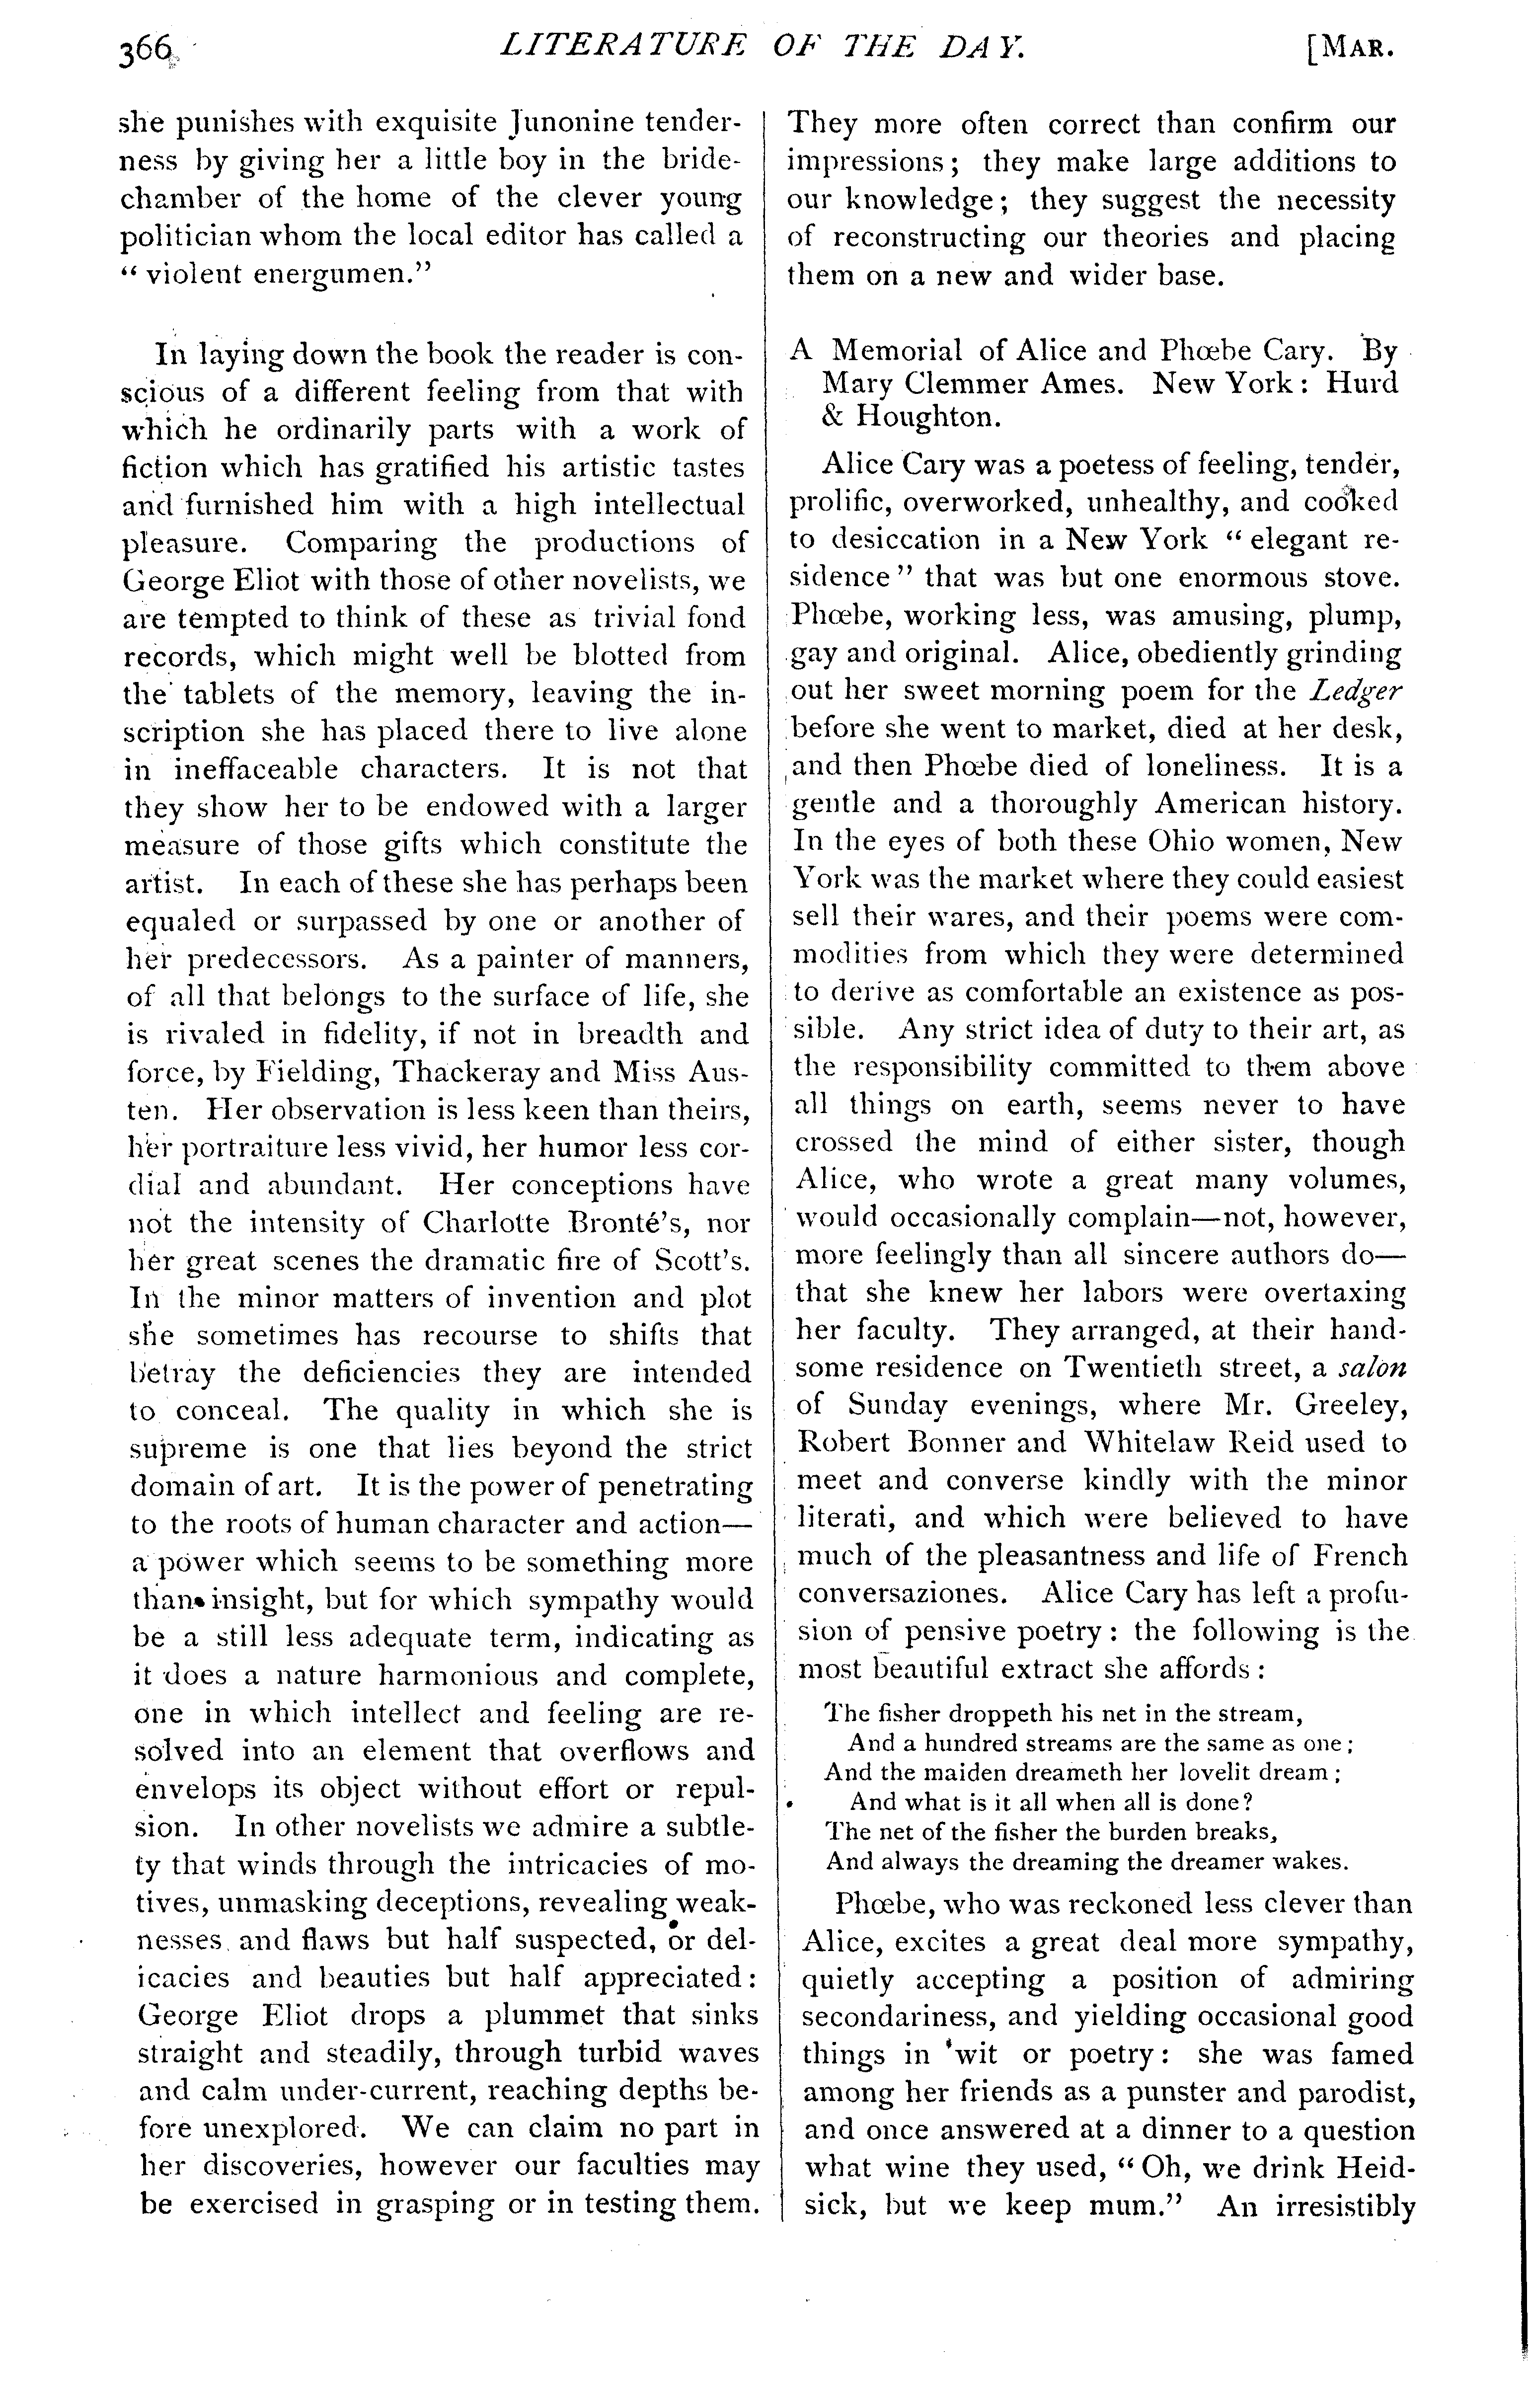 366
LITERATURE OF THE DAY.
[MAR.
she punishes with exquisite Junonine tender-
ness by giving her a little boy in the bride-
chamber of the home of the clever young
politician whom the local editor has called a
“ violent energumen.”
In laying down the book the reader is con-
scious of a different feeling from that with
which he ordinarily parts with a work of
fiction which has gratified his artistic tastes
and furnished him with a high intellectual
pleasure. Comparing the productions of
George Eliot with those of other novelists, we
are tempted to think of these as trivial fond
records, which might well be blotted from
the tablets of the memory, leaving the in-
scription she has placed there to live alone
in ineffaceable characters. It is not that
they show her to be endowed with a larger
measure of those gifts which constitute the
artist. In each of these she has perhaps been
equaled or surpassed by one or another of
her predecessors. As a painter of manners,
of all that belongs to the surface of life, she
is rivaled in fidelity, if not in breadth and
force, by Fielding, Thackeray and Miss Aus-
ten. Her observation is less keen than theirs,
her portraiture less vivid, her humor less cor-
dial and abundant. Her conceptions have
not the intensity of Charlotte Bronté’s, nor
her great scenes the dramatic fire of Scott’s.
In the minor matters of invention and plot
she sometimes has recourse to shifts that
betray the deficiencies they are intended
to conceal. The quality in which she is
supreme is one that lies beyond the strict
domain of art. It is the power of penetrating
to the roots of human character and action—
a power which seems to be something more
than insight, but for which sympathy would
be a still less adequate term, indicating as
it does a nature harmonious and complete,
one in which intellect and feeling are re-
solved into an element that overflows and
envelops its object without effort or repul-
sion. In other novelists we admire a subtle-
ty that winds through the intricacies of mo-
tives, unmasking deceptions, revealing weak-
nesses and flaws but half suspected, or del-
icacies and beauties but half appreciated:
George Eliot drops a plummet that sinks
straight and steadily, through turbid waves
and calm under-current, reaching depths be-
fore unexplored. We can claim no part in
her discoveries, however our faculties may
be exercised in grasping or in testing them.
They more often correct than confirm our
impressions; they make large additions to
our knowledge; they suggest the necessity
of reconstructing our theories and placing
them on a new and wider base.
A Memorial of Alice and Phœbe Cary. By
Mary Clemmer Ames. New York: Hurd
& Houghton.
Alice Cary was a poetess of feeling, tender,
prolific, overworked, unhealthy, and cooked
to desiccation in a New York “ elegant re-
sidence ” that was but one enormous stove.
Phœbe, working less, was amusing, plump,
gay and original. Alice, obediently grinding
out her sweet morning poem for the Ledger
before she went to market, died at her desk,
and then Phœbe died of loneliness. It is a
gentle and a thoroughly American history.
In the eyes of both these Ohio women, New
York was the market where they could easiest
sell their wares, and their poems were com-
modities from which they were determined
to derive as comfortable an existence as pos-
sible. Any strict idea of duty to their art, as
the responsibility committed to them above
all things on earth, seems never to have
crossed the mind of either sister, though
Alice, who wrote a great many volumes,
would occasionally complain—not, however,
more feelingly than all sincere authors do—
that she knew her labors were overtaxing
her faculty. They arranged, at their hand-
some residence on Twentieth street, a salon
of Sunday evenings, where Mr. Greeley,
Robert Bonner and Whitelaw Reid used to
meet and converse kindly with the minor
literati, and which were believed to have
much of the pleasantness and life of French
conversaziones. Alice Cary has left a profu-
sion of pensive poetry: the following is the
most beautiful extract she affords:
The fisher droppeth his net in the stream,
And a hundred streams are the same as one;
And the maiden dreameth her lovelit dream;
And what is it all when all is done?
The net of the fisher the burden breaks,
And always the dreaming the dreamer wakes.
Phœbe, who was reckoned less clever than
Alice, excites a great deal more sympathy,
quietly accepting a position of admiring
secondariness, and yielding occasional good
things in wit or poetry: she was famed
among her friends as a punster and parodist,
and once answered at a dinner to a question
what wine they used, “ Oh, we drink Heid-
sick, but we keep mum.” An irresistibly